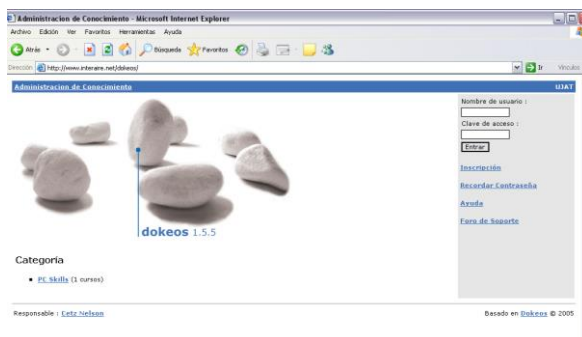 Administracion de Conocimiento - Microsoft Internet Explorer
Archivo Edición Ver Favoritos Herramientas Ayuda
Atrás Búsqueda Favoritos
Dirección http://www.interaire.net/dokeos/ Ir Vínculos
Administracion de Conocimiento UJAT
Nombre de usuario :
Clave de acceso :
Entrar
Inscripción
Recordar Contraseña
Ayuda
Foro de Soporte
dokeos 1.5.5
Categoría
PC Skills (1 cursos)
Responsable : Cetz Nelson Basado en Dokeos © 2005